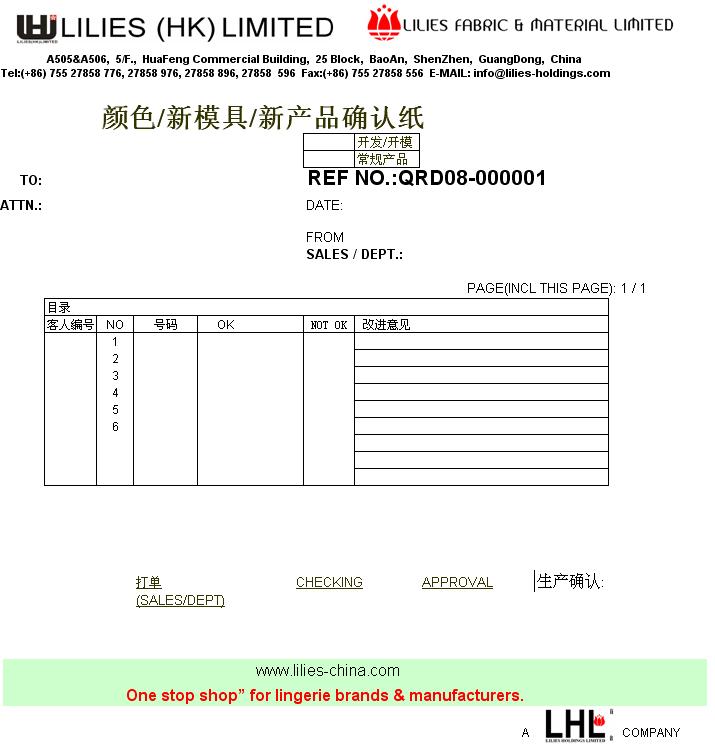 LILIES (HK) LIMITED
LILIES HOLDINGS LIMITED
LILIES FABRIC & MATERIAL LIMITED
A505&A506, 5/F., HuaFeng Commercial Building, 25 Block, BaoAn, ShenZhen, GuangDong, China
Tel:(+86) 755 27858 776, 27858 976, 27858 896, 27858 596 Fax:(+86) 755 27858 556 E-MAIL: info@lilies-holdings.com
颜色/新模具/新产品确认纸
开发/开模
常规产品
TO:
REF NO.:QRD08-000001
ATTN.:
DATE:
FROM
SALES / DEPT.:
PAGE(INCL THIS PAGE): 1 / 1
目录
客人编号 NO 号码 OK NOT OK 改进意见
1
2
3
4
5
6
打单 CHECKING APPROVAL 生产确认:
(SALES/DEPT)
www.lilies-china.com
One stop shop” for lingerie brands & manufacturers.
A LHL COMPANY
LILIES HOLDINGS LIMITED